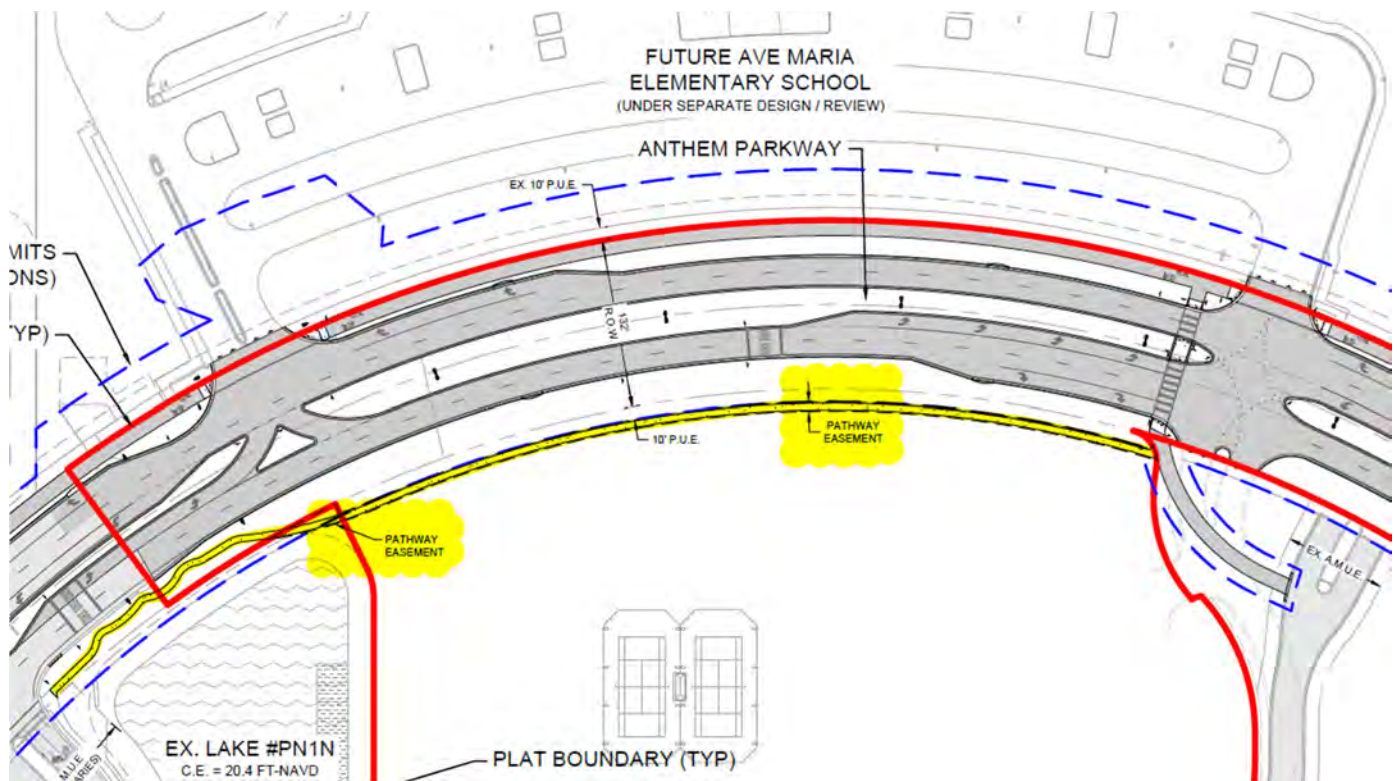 FUTURE AVE MARIA
ELEMENTARY SCHOOL
(UNDER SEPARATE DESIGN / REVIEW)
ANTHEM PARKWAY
EX. 10' P.U.E.
MITS
ONS)
YP)
132'
R.O.W
10' P.U.E.
PATHWAY
EASEMENT
PATHWAY
EASEMENT
EX. A.M.U.E.
EX. LAKE #PN1N
C.E. = 20.4 FT-NAVD
PLAT BOUNDARY (TYP)
M.U.E
ARIES)